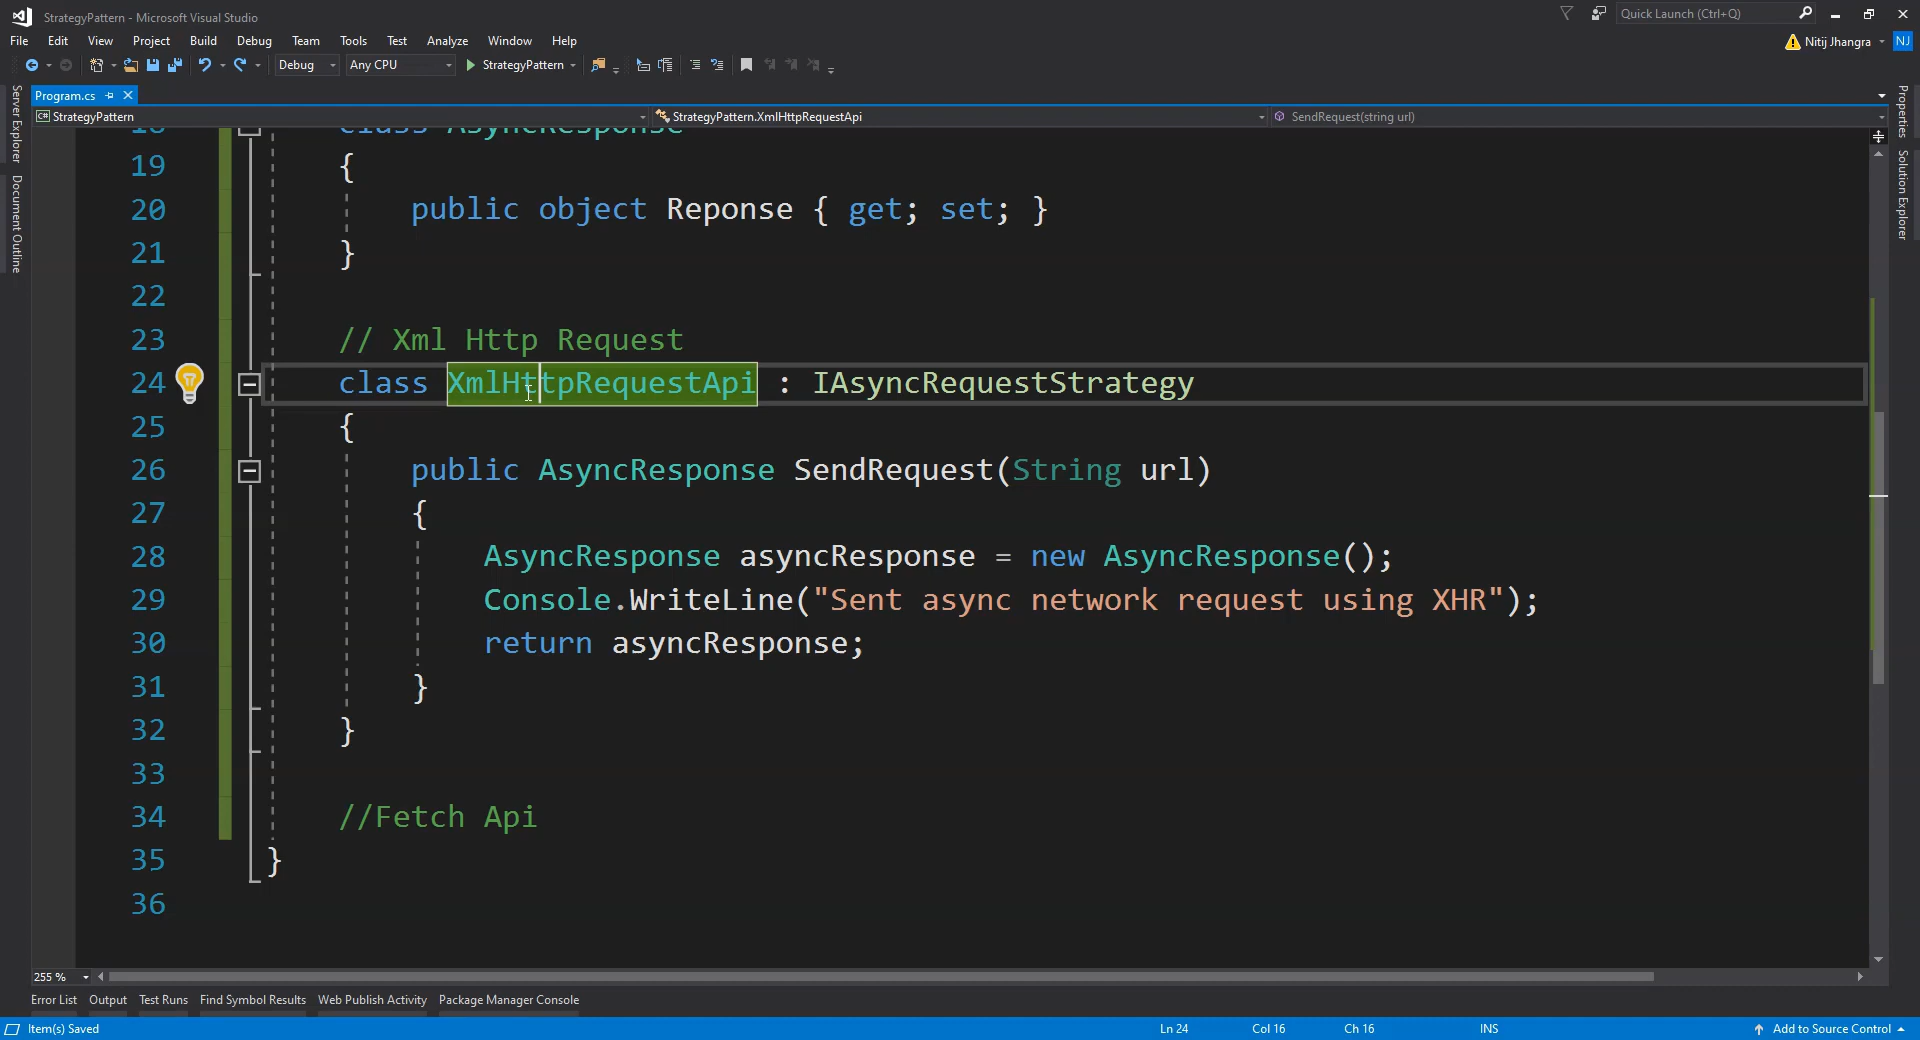 StrategyPattern - Microsoft Visual Studio
Quick Launch (Ctrl+Q)
File Edit View Project Build Debug Team Tools Test Analyze Window Help
Nitij Jhangra NJ
Debug Any CPU StrategyPattern
Server Explorer
Document Outline
Properties
Solution Explorer
Program.cs
C# StrategyPattern
StrategyPattern.XmlHttpRequestApi
SendRequest(string url)
18 class AsyncResponse
19 {
20 public object Reponse { get; set; }
21 }
22
23 // Xml Http Request
24 class XmlHttpRequestApi : IAsyncRequestStrategy
25 {
26 public AsyncResponse SendRequest(String url)
27 {
28 AsyncResponse asyncResponse = new AsyncResponse();
29 Console.WriteLine("Sent async network request using XHR");
30 return asyncResponse;
31 }
32 }
33
34 //Fetch Api
35 }
36
255 %
Error List Output Test Runs Find Symbol Results Web Publish Activity Package Manager Console
Item(s) Saved Ln 24 Col 16 Ch 16 INS Add to Source Control